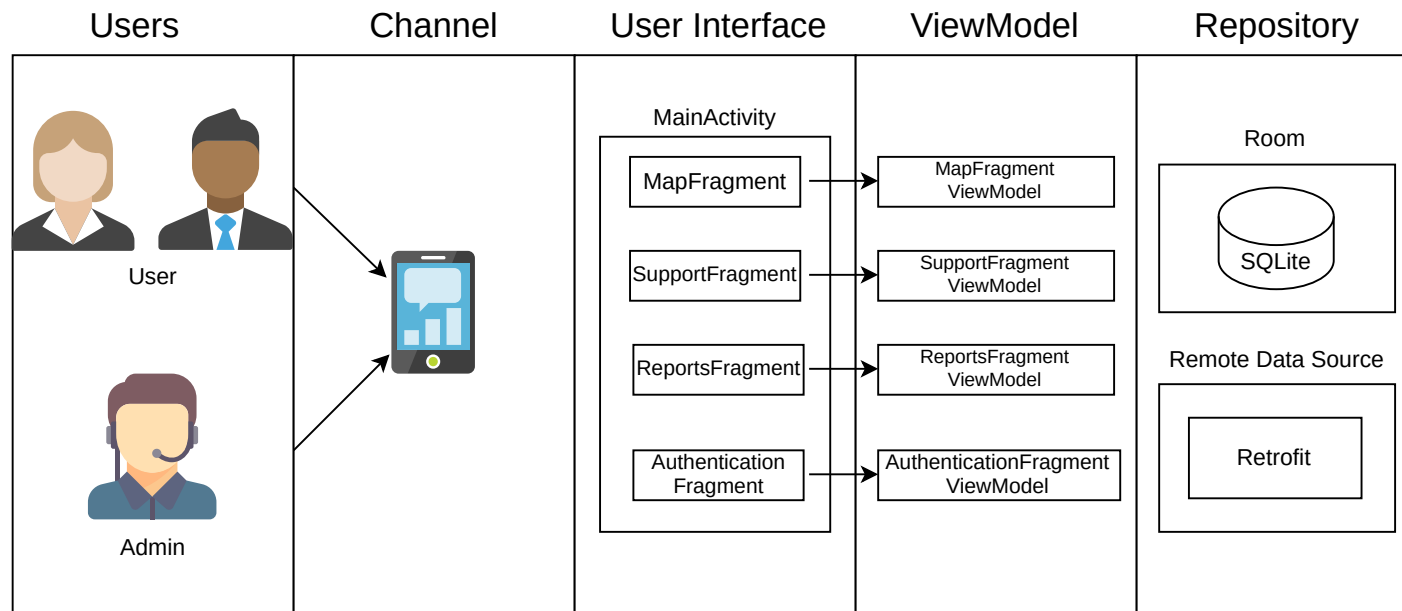 Users
Channel
User Interface
ViewModel
Repository
User
Admin
MainActivity
MapFragment
SupportFragment
ReportsFragment
Authentication
Fragment
MapFragment
ViewModel
SupportFragment
ViewModel
ReportsFragment
ViewModel
AuthenticationFragment
ViewModel
Room
SQLite
Remote Data Source
Retrofit